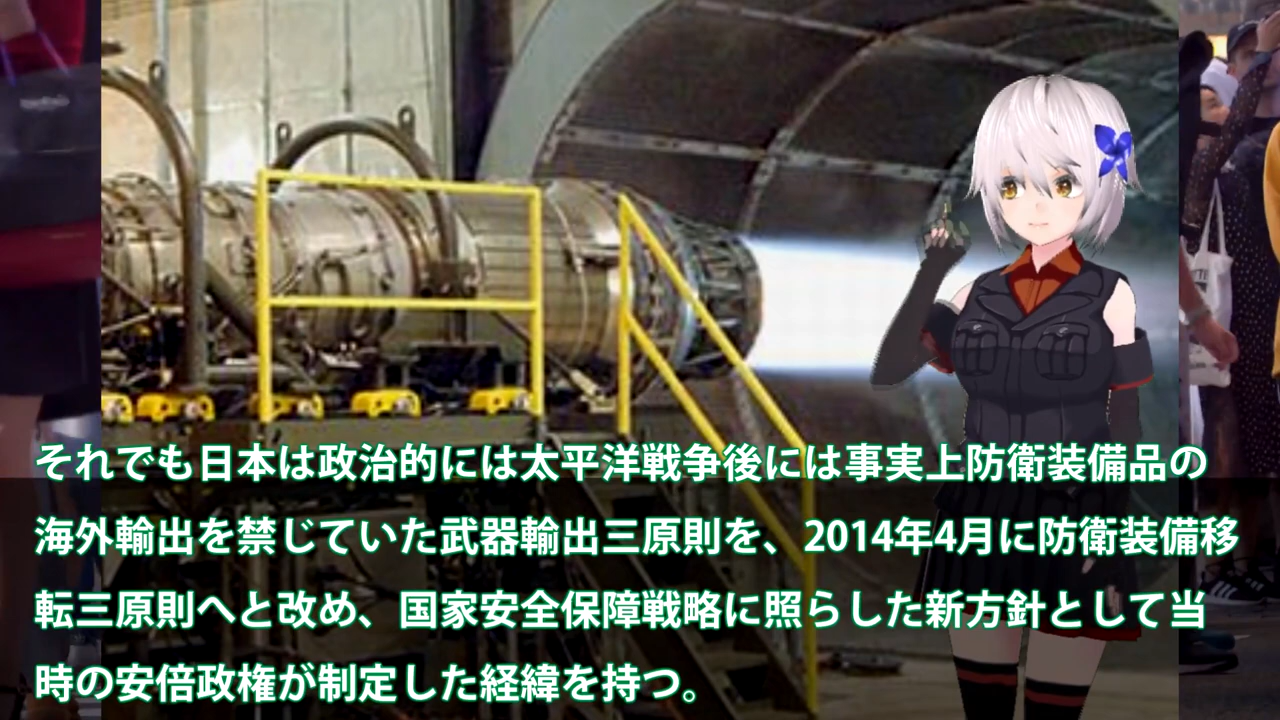 それでも日本は政治的には太平洋戦争後には事実上防衛装備品の
海外輸出を禁じていた武器輸出三原則を、2014年4月に防衛装備移
転三原則へと改め、国家安全保障戦略に照らした新方針として当
時の安倍政権が制定した経緯を持つ。